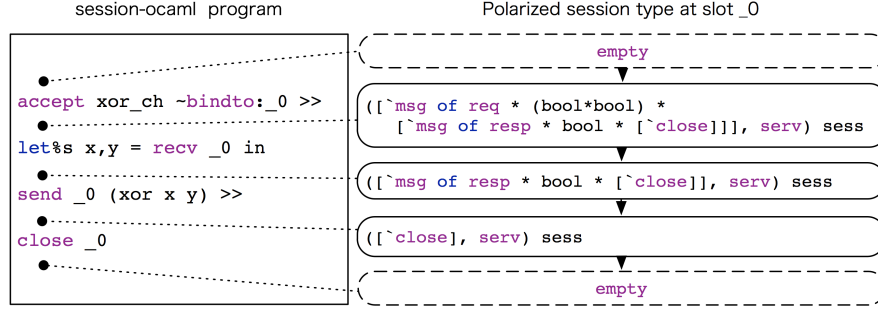 session-ocaml program
Polarized session type at slot _0
accept xor_ch ~bindto:_0 >>
let%s x,y = recv _0 in
send _0 (xor x y) >>
close _0
empty
([`msg of req * (bool*bool) *
[`msg of resp * bool * [`close]]], serv) sess
([`msg of resp * bool * [`close]], serv) sess
([`close], serv) sess
empty